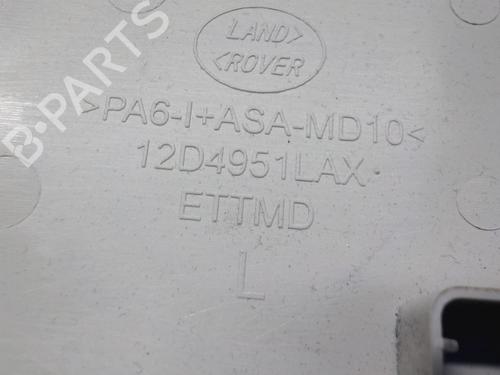 B-PARTS
LAND>
<ROVER
>PA6-I+ASA-MD10<
12D4951LAX
ETTMD
L